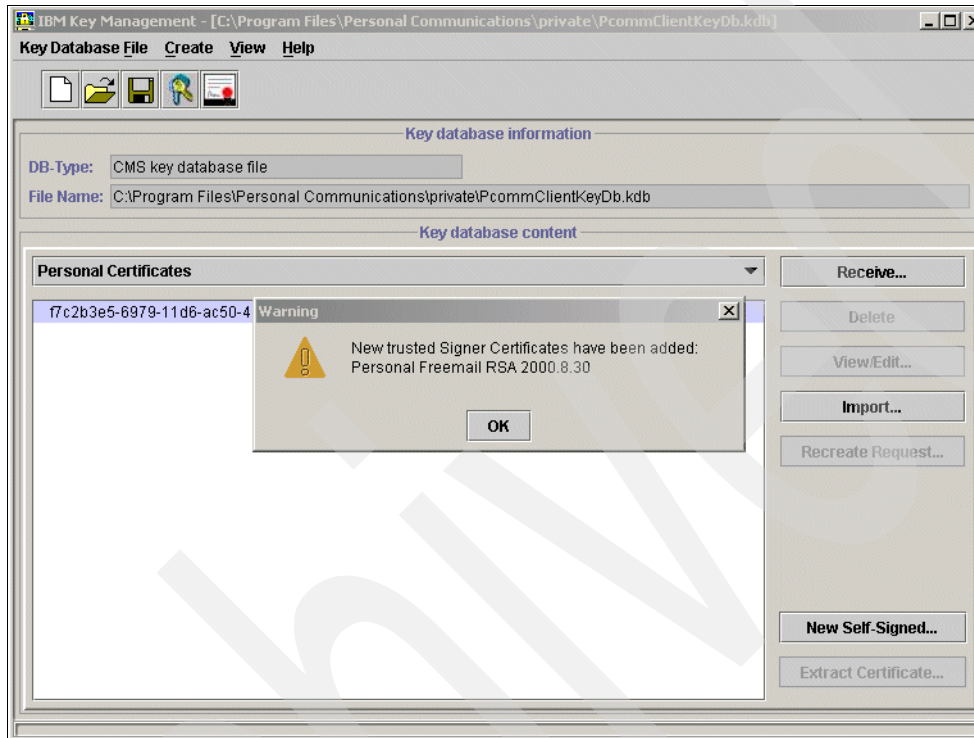 IBM Key Management - [C:\Program Files\Personal Communications\private\PcommClientKeyDb.kdb]
Key Database File Create View Help
Key database information
DB-Type: CMS key database file
File Name: C:\Program Files\Personal Communications\private\PcommClientKeyDb.kdb
Key database content
Personal Certificates
Receive...
f7c2b3e5-6979-11d6-ac50-4
Warning
Delete
New trusted Signer Certificates have been added:
Personal Freemail RSA 2000.8.30
View/Edit...
Import...
OK
Recreate Request...
New Self-Signed...
Extract Certificate...